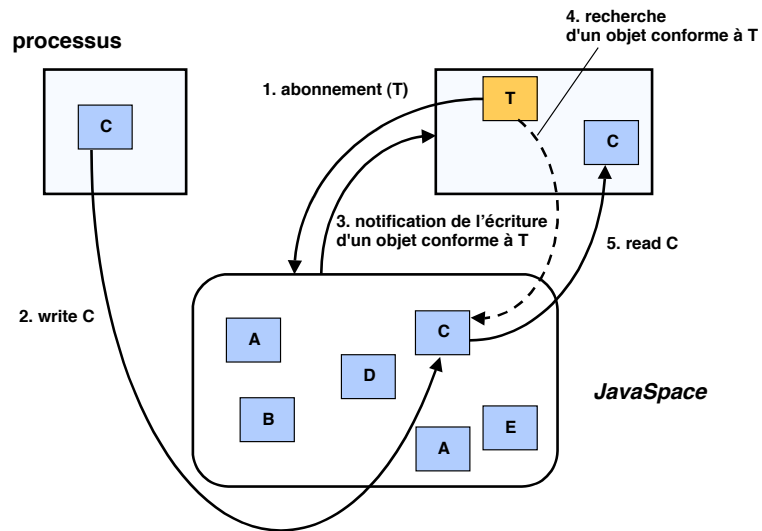 4. recherche
d'un objet conforme à T
processus
1. abonnement (T)
T
C
C
3. notification de l'écriture
d'un objet conforme à T
5. read C
2. write C
A
C
D
JavaSpace
B
E
A